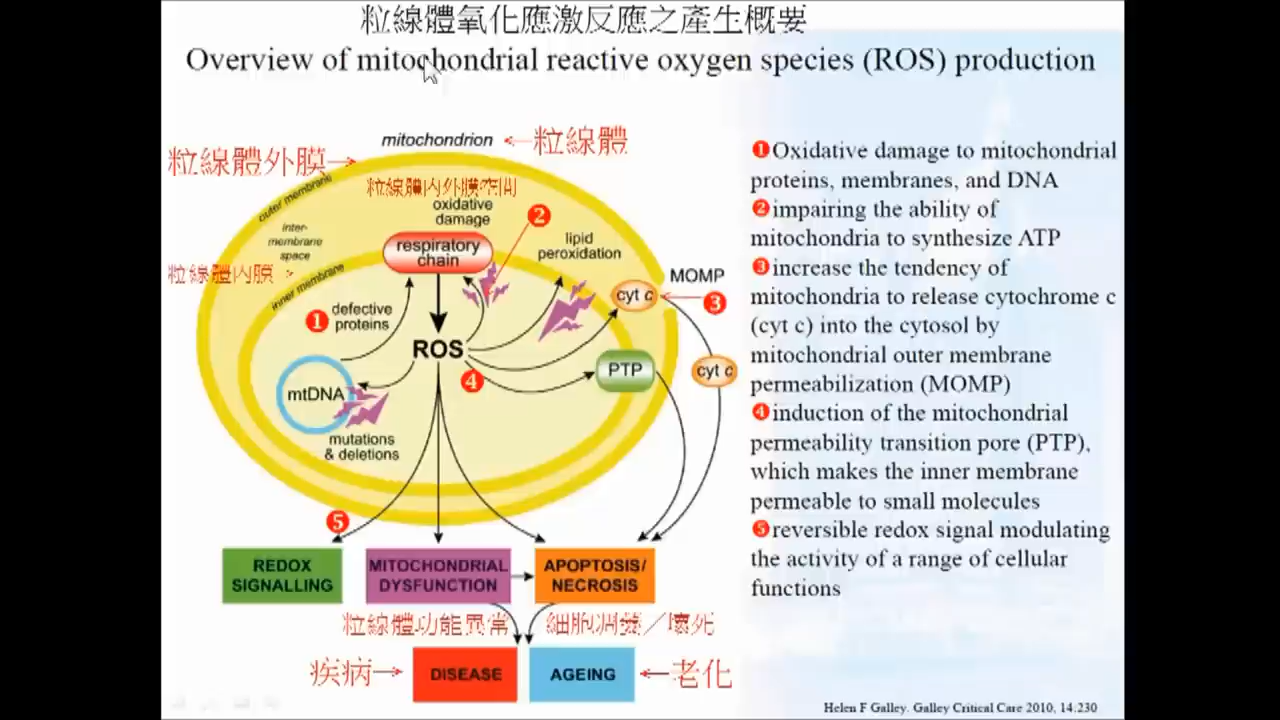 粒線體氧化應激反應之產生概要
Overview of mitochondrial reactive oxygen species (ROS) production
mitochondrion
粒線體
粒線體外膜
outer membrane
粒線體內外膜空間
oxidative
damage
❷
inter-
membrane
space
respiratory
chain
lipid
peroxidation
粒線體內膜
inner membrane
MOMP
cyt c
❸
❶
defective
proteins
ROS
❹
PTP
cyt c
mtDNA
mutations
& deletions
❺
REDOX
SIGNALLING
MITOCHONDRIAL
DYSFUNCTION
APOPTOSIS/
NECROSIS
粒線體功能異常
細胞凋萎／壞死
疾病
DISEASE
AGEING
老化
❶Oxidative damage to mitochondrial
proteins, membranes, and DNA
❷impairing the ability of
mitochondria to synthesize ATP
❸increase the tendency of
mitochondria to release cytochrome c
(cyt c) into the cytosol by
mitochondrial outer membrane
permeabilization (MOMP)
❹induction of the mitochondrial
permeability transition pore (PTP),
which makes the inner membrane
permeable to small molecules
❺reversible redox signal modulating
the activity of a range of cellular
functions
Helen F Galley. Galley Critical Care 2010, 14:230